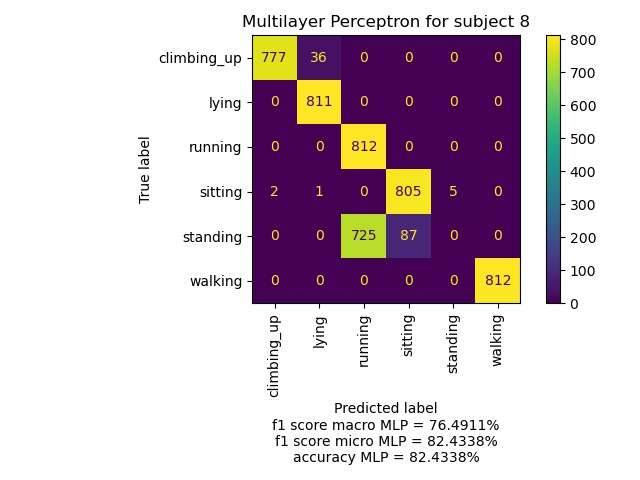 Multilayer Perceptron for subject 8
climbing_up 777 36 0 0 0 0
lying 0 811 0 0 0 0
running 0 0 812 0 0 0
sitting 2 1 0 805 5 0
standing 0 0 725 87 0 0
walking 0 0 0 0 0 812
True label
climbing_up lying running sitting standing walking
Predicted label
f1 score macro MLP = 76.4911%
f1 score micro MLP = 82.4338%
accuracy MLP = 82.4338%
800
700
600
500
400
300
200
100
0